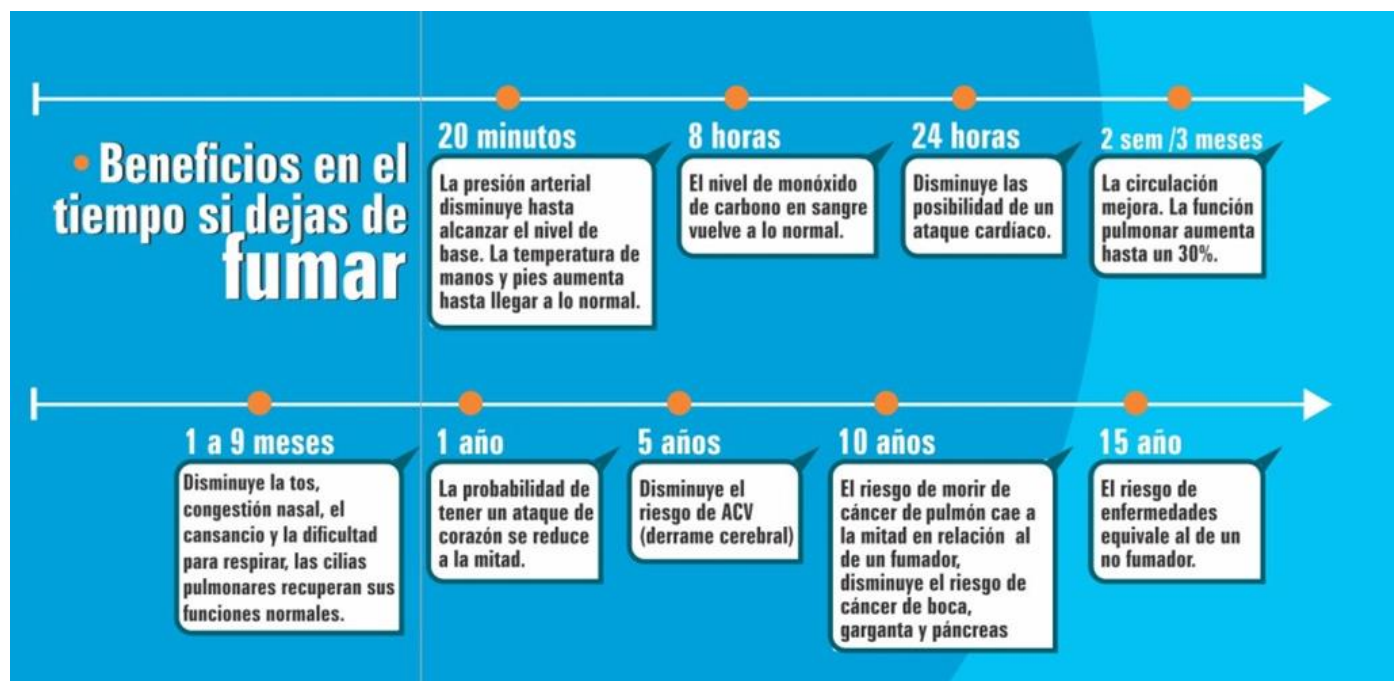 • Beneficios en el
tiempo si dejas de
fumar
20 minutos
La presión arterial
disminuye hasta
alcanzar el nivel de
base. La temperatura de
manos y pies aumenta
hasta llegar a lo normal.
8 horas
El nivel de monóxido
de carbono en sangre
vuelve a lo normal.
24 horas
Disminuye las
posibilidad de un
ataque cardíaco.
2 sem /3 meses
La circulación
mejora. La función
pulmonar aumenta
hasta un 30%.
1 a 9 meses
Disminuye la tos,
congestión nasal, el
cansancio y la dificultad
para respirar, las cilias
pulmonares recuperan sus
funciones normales.
1 año
La probabilidad de
tener un ataque de
corazón se reduce
a la mitad.
5 años
Disminuye el
riesgo de ACV
(derrame cerebral)
10 años
El riesgo de morir de
cáncer de pulmón cae a
la mitad en relación al
de un fumador,
disminuye el riesgo de
cáncer de boca,
garganta y páncreas
15 año
El riesgo de
enfermedades
equivale al de un
no fumador.